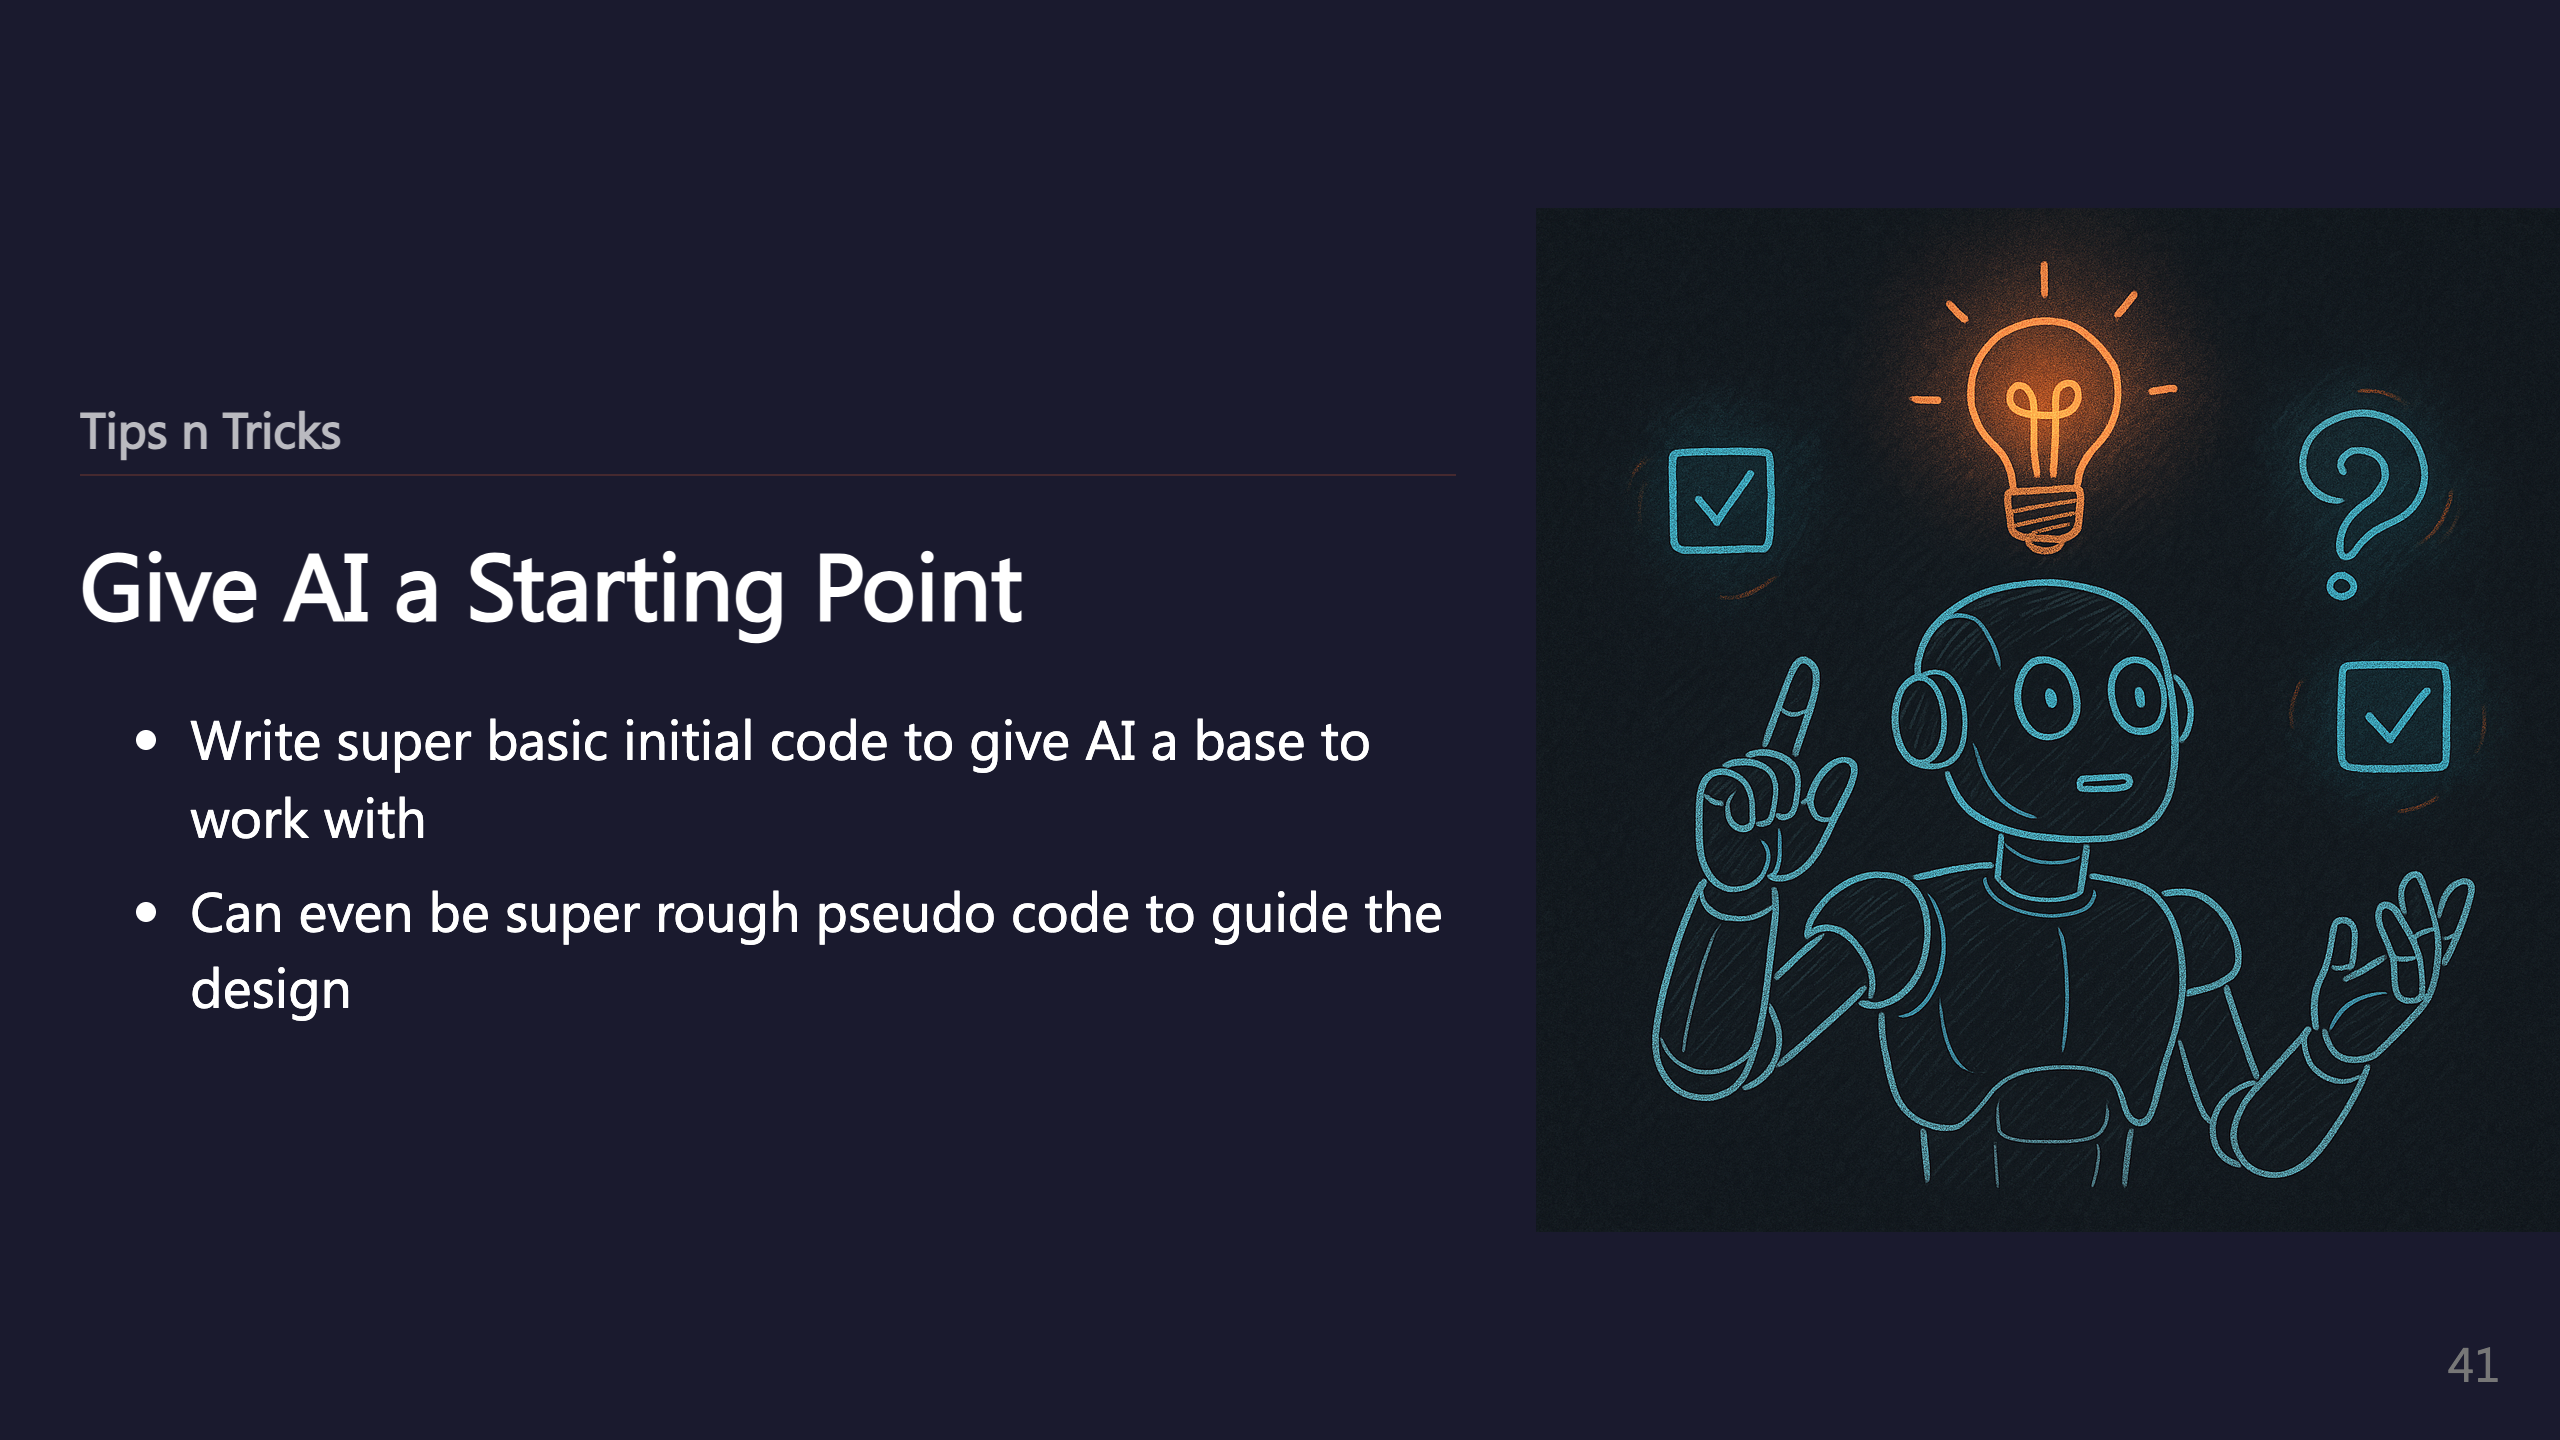 Tips n Tricks
Give AI a Starting Point
• Write super basic initial code to give AI a base to
work with
• Can even be super rough pseudo code to guide the
design
41